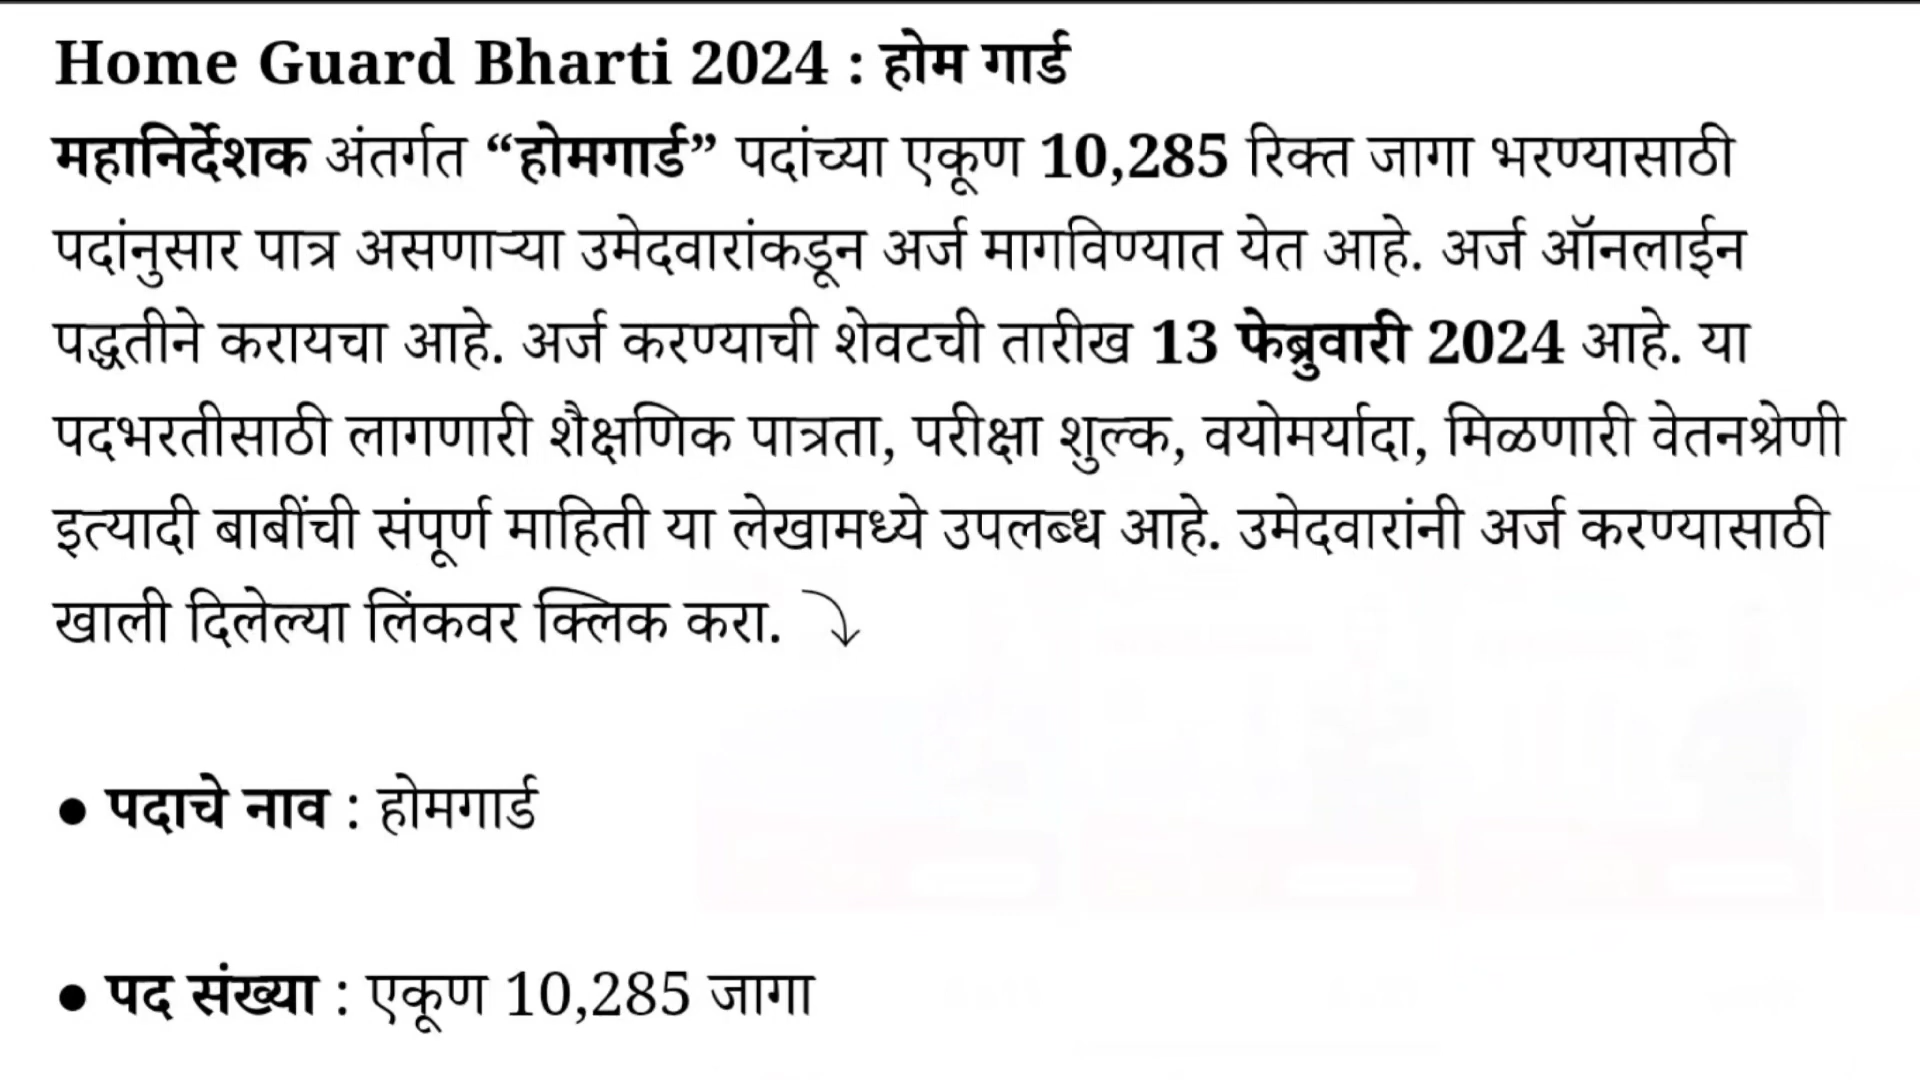 Home Guard Bharti 2024 : होम गार्ड
महानिर्देशक अंतर्गत “होमगार्ड” पदांच्या एकूण 10,285 रिक्त जागा भरण्यासाठी
पदांनुसार पात्र असणाऱ्या उमेदवारांकडून अर्ज मागविण्यात येत आहे. अर्ज ऑनलाईन
पद्धतीने करायचा आहे. अर्ज करण्याची शेवटची तारीख 13 फेब्रुवारी 2024 आहे. या
पदभरतीसाठी लागणारी शैक्षणिक पात्रता, परीक्षा शुल्क, वयोमर्यादा, मिळणारी वेतनश्रेणी
इत्यादी बाबींची संपूर्ण माहिती या लेखामध्ये उपलब्ध आहे. उमेदवारांनी अर्ज करण्यासाठी
खाली दिलेल्या लिंकवर क्लिक करा.
● पदाचे नाव : होमगार्ड
● पद संख्या : एकूण 10,285 जागा